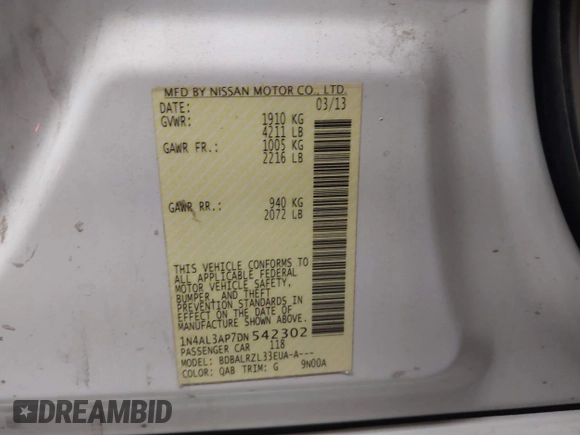 MFD BY NISSAN MOTOR CO., LTD.
DATE: 03/13
GVWR: 1910 KG
4211 LB
GAWR FR.: 1005 KG
2216 LB
GAWR RR.: 940 KG
2072 LB
THIS VEHICLE CONFORMS TO
ALL APPLICABLE FEDERAL
MOTOR VEHICLE SAFETY,
BUMPER, AND THEFT
PREVENTION STANDARDS IN
EFFECT ON THE DATE OF
MANUFACTURE SHOWN ABOVE.
1N4AL3AP7DN542302
PASSENGER CAR 118
MODEL: BDBALRZL33EUA-A---
COLOR: QAB TRIM: G 9N00A
DREAMBID